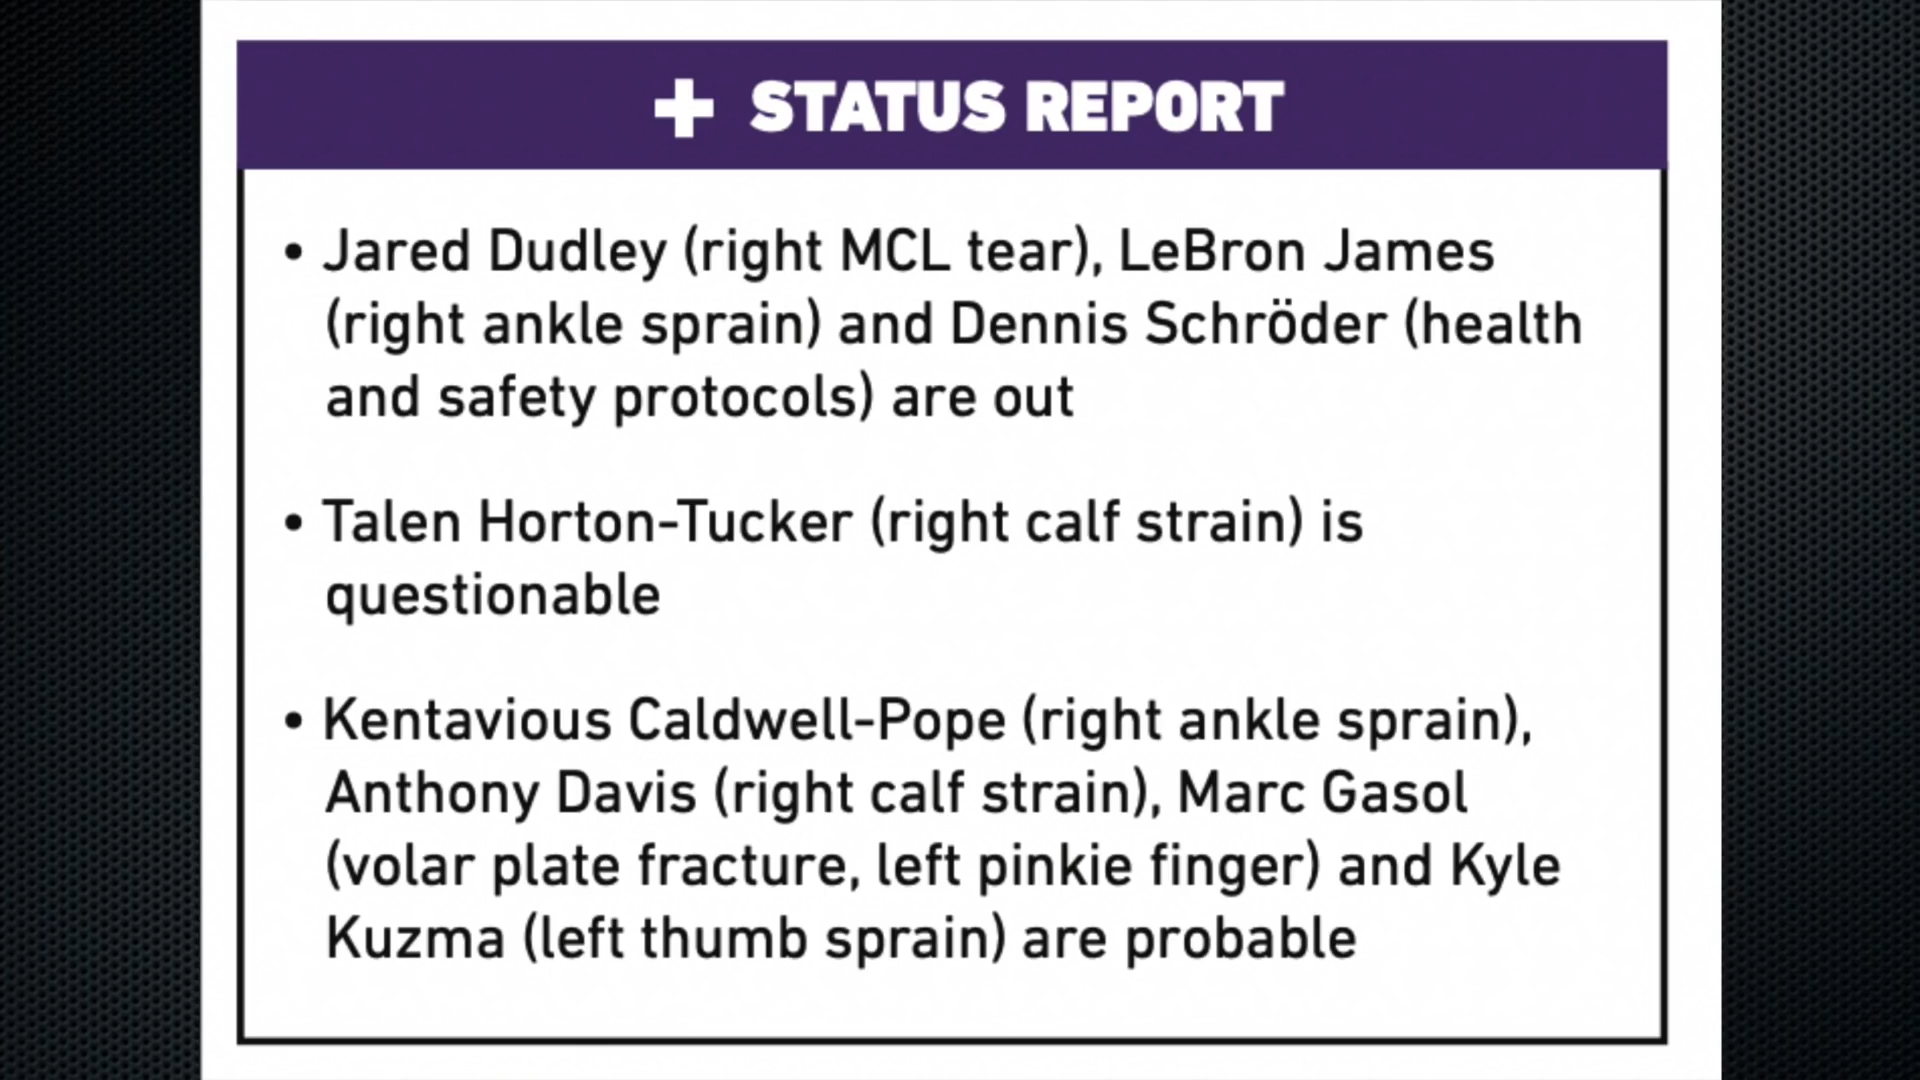 + STATUS REPORT
• Jared Dudley (right MCL tear), LeBron James
(right ankle sprain) and Dennis Schröder (health
and safety protocols) are out
• Talen Horton-Tucker (right calf strain) is
questionable
• Kentavious Caldwell-Pope (right ankle sprain),
Anthony Davis (right calf strain), Marc Gasol
(volar plate fracture, left pinkie finger) and Kyle
Kuzma (left thumb sprain) are probable